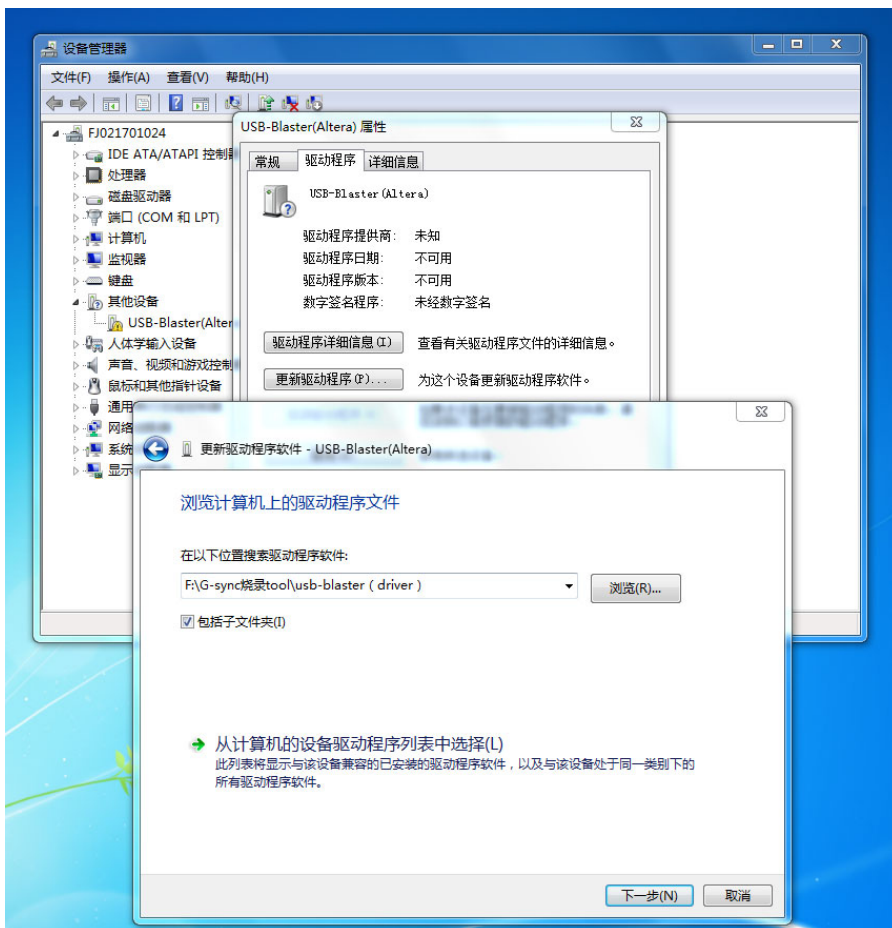 设备管理器
文件(F) 操作(A) 查看(V) 帮助(H)
FJ021701024
IDE ATA/ATAPI 控制
处理器
磁盘驱动器
端口 (COM 和 LPT)
计算机
监视器
键盘
其他设备
USB-Blaster(Alter
人体学输入设备
声音、视频和游戏控制
鼠标和其他指针设备
通用
网络
系统
显示
USB-Blaster(Altera) 属性
常规 驱动程序 详细信息
USB-Blaster(Altera)
驱动程序提供商: 未知
驱动程序日期: 不可用
驱动程序版本: 不可用
数字签名程序: 未经数字签名
驱动程序详细信息(I) 查看有关驱动程序文件的详细信息。
更新驱动程序(P)... 为这个设备更新驱动程序软件。
更新驱动程序软件 - USB-Blaster(Altera)
浏览计算机上的驱动程序文件
在以下位置搜索驱动程序软件:
F:\G-sync烧录tool\usb-blaster ( driver )
浏览(R)...
包括子文件夹(I)
从计算机的设备驱动程序列表中选择(L)
此列表将显示与该设备兼容的已安装的驱动程序软件，以及与该设备处于同一类别下的
所有驱动程序软件。
下一步(N) 取消